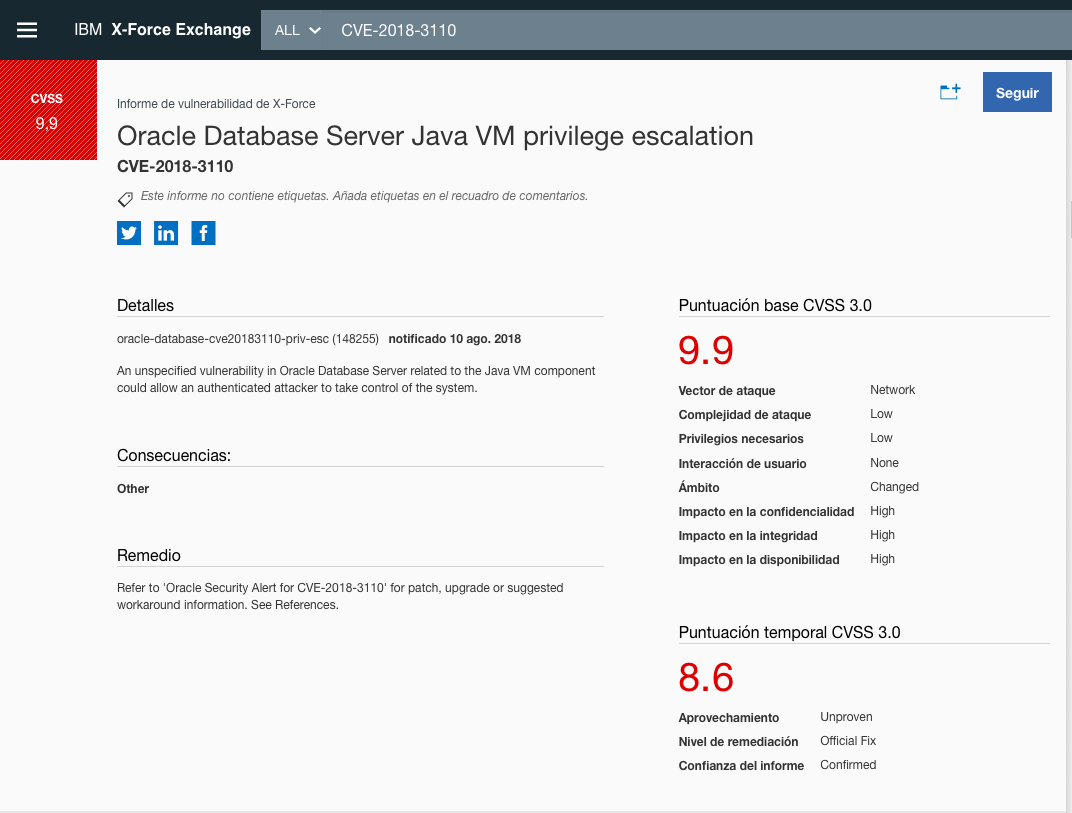 IBM X-Force Exchange ALL CVE-2018-3110
CVSS
9,9
Seguir
Informe de vulnerabilidad de X-Force
Oracle Database Server Java VM privilege escalation
CVE-2018-3110
Este informe no contiene etiquetas. Añada etiquetas en el recuadro de comentarios.
Detalles
oracle-database-cve20183110-priv-esc (148255) notificado 10 ago. 2018
An unspecified vulnerability in Oracle Database Server related to the Java VM component
could allow an authenticated attacker to take control of the system.
Consecuencias:
Other
Remedio
Refer to 'Oracle Security Alert for CVE-2018-3110' for patch, upgrade or suggested
workaround information. See References.
Puntuación base CVSS 3.0
9.9
Vector de ataque Network
Complejidad de ataque Low
Privilegios necesarios Low
Interacción de usuario None
Ámbito Changed
Impacto en la confidencialidad High
Impacto en la integridad High
Impacto en la disponibilidad High
Puntuación temporal CVSS 3.0
8.6
Aprovechamiento Unproven
Nivel de remediación Official Fix
Confianza del informe Confirmed